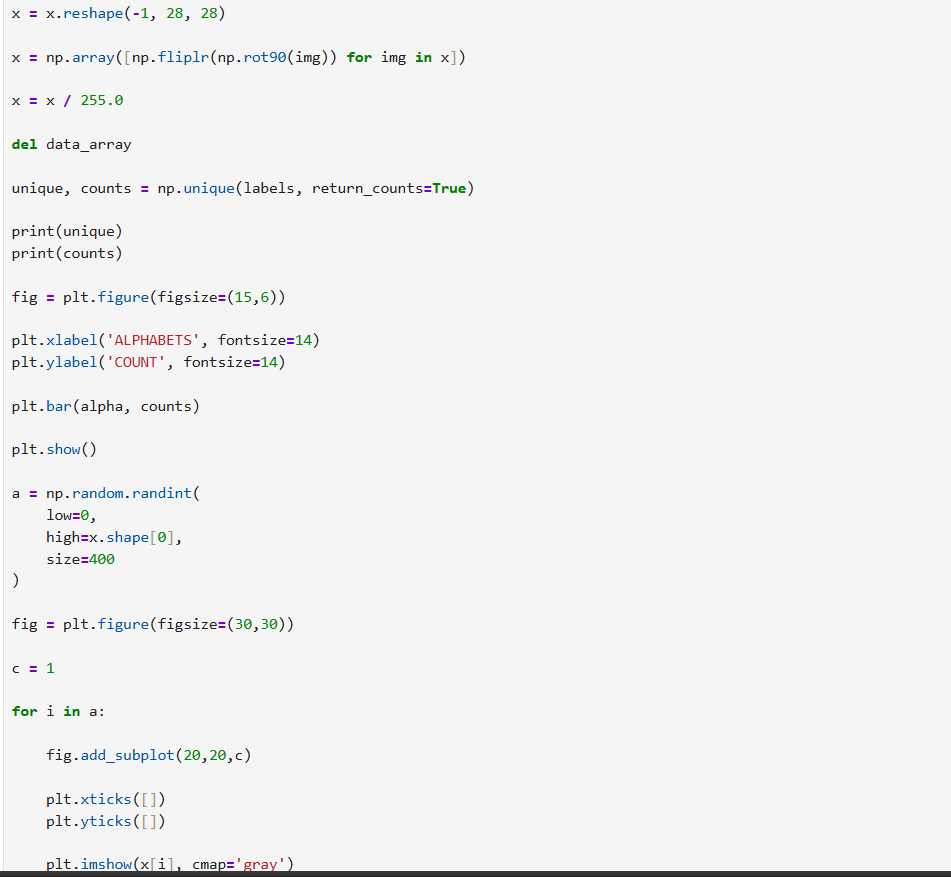 x = x.reshape(-1, 28, 28)
x = np.array([np.fliplr(np.rot90(img)) for img in x])
x = x / 255.0
del data_array
unique, counts = np.unique(labels, return_counts=True)
print(unique)
print(counts)
fig = plt.figure(figsize=(15,6))
plt.xlabel('ALPHABETS', fontsize=14)
plt.ylabel('COUNT', fontsize=14)
plt.bar(alpha, counts)
plt.show()
a = np.random.randint(
    low=0,
    high=x.shape[0],
    size=400
)
fig = plt.figure(figsize=(30,30))
c = 1
for i in a:
    fig.add_subplot(20,20,c)
    plt.xticks([])
    plt.yticks([])
    plt.imshow(x[i], cmap='gray')